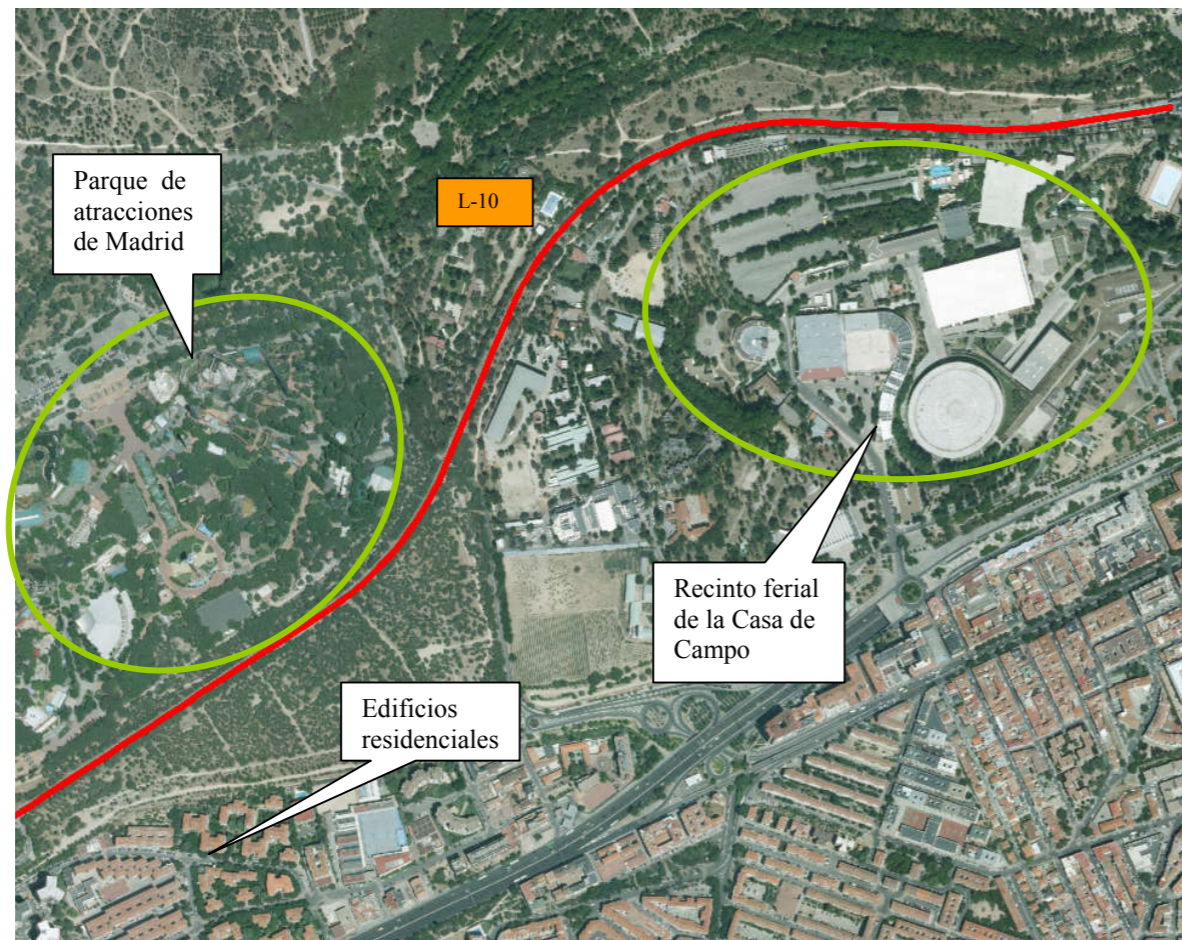 Parque de
atracciones
de Madrid
L-10
Recinto ferial
de la Casa de
Campo
Edificios
residenciales